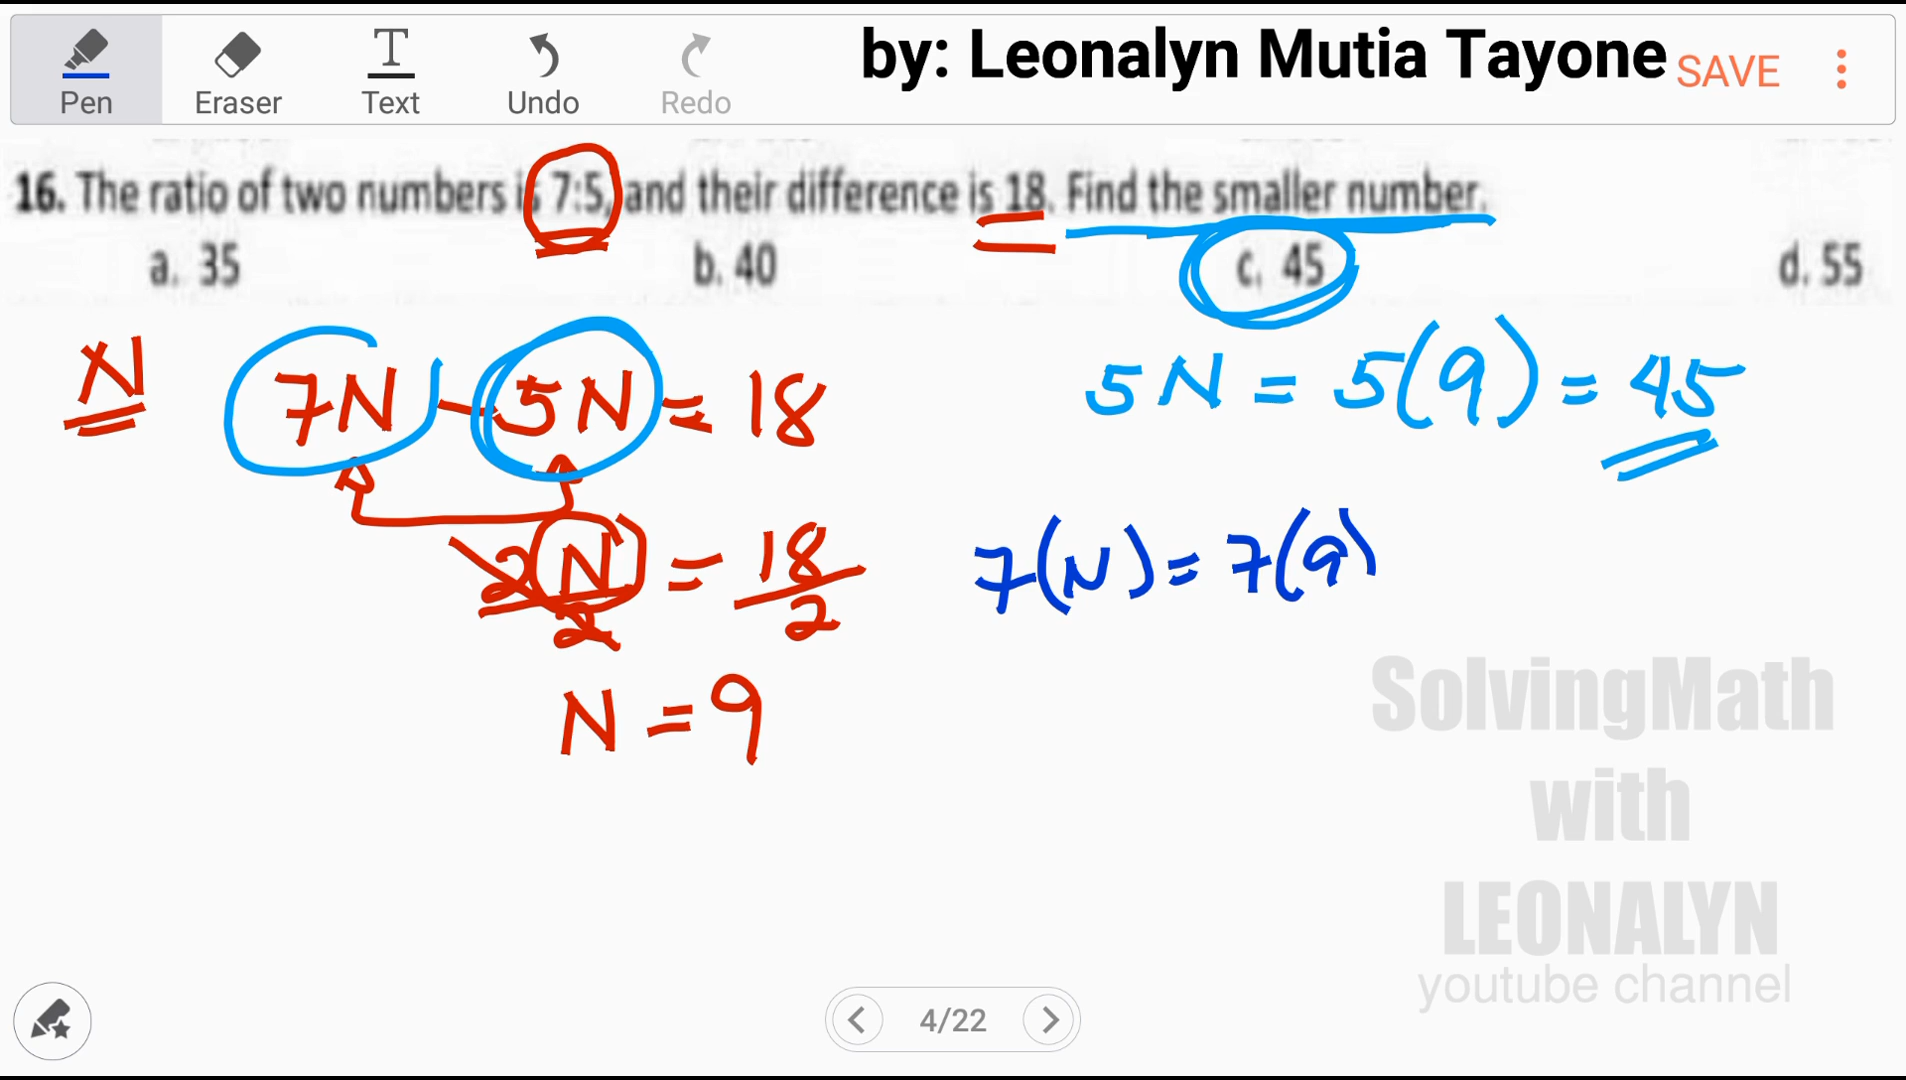 Pen Eraser Text Undo Redo by: Leonalyn Mutia Tayone SAVE
16. The ratio of two numbers is 7:5, and their difference is 18. Find the smaller number.
a. 35 b. 40 c. 45 d. 55
N 7N - 5N = 18 5N = 5(9) = 45
2N = 18 7(N) = 7(9)
2 2
N = 9
SolvingMath
with
LEONALYN
youtube channel
4/22